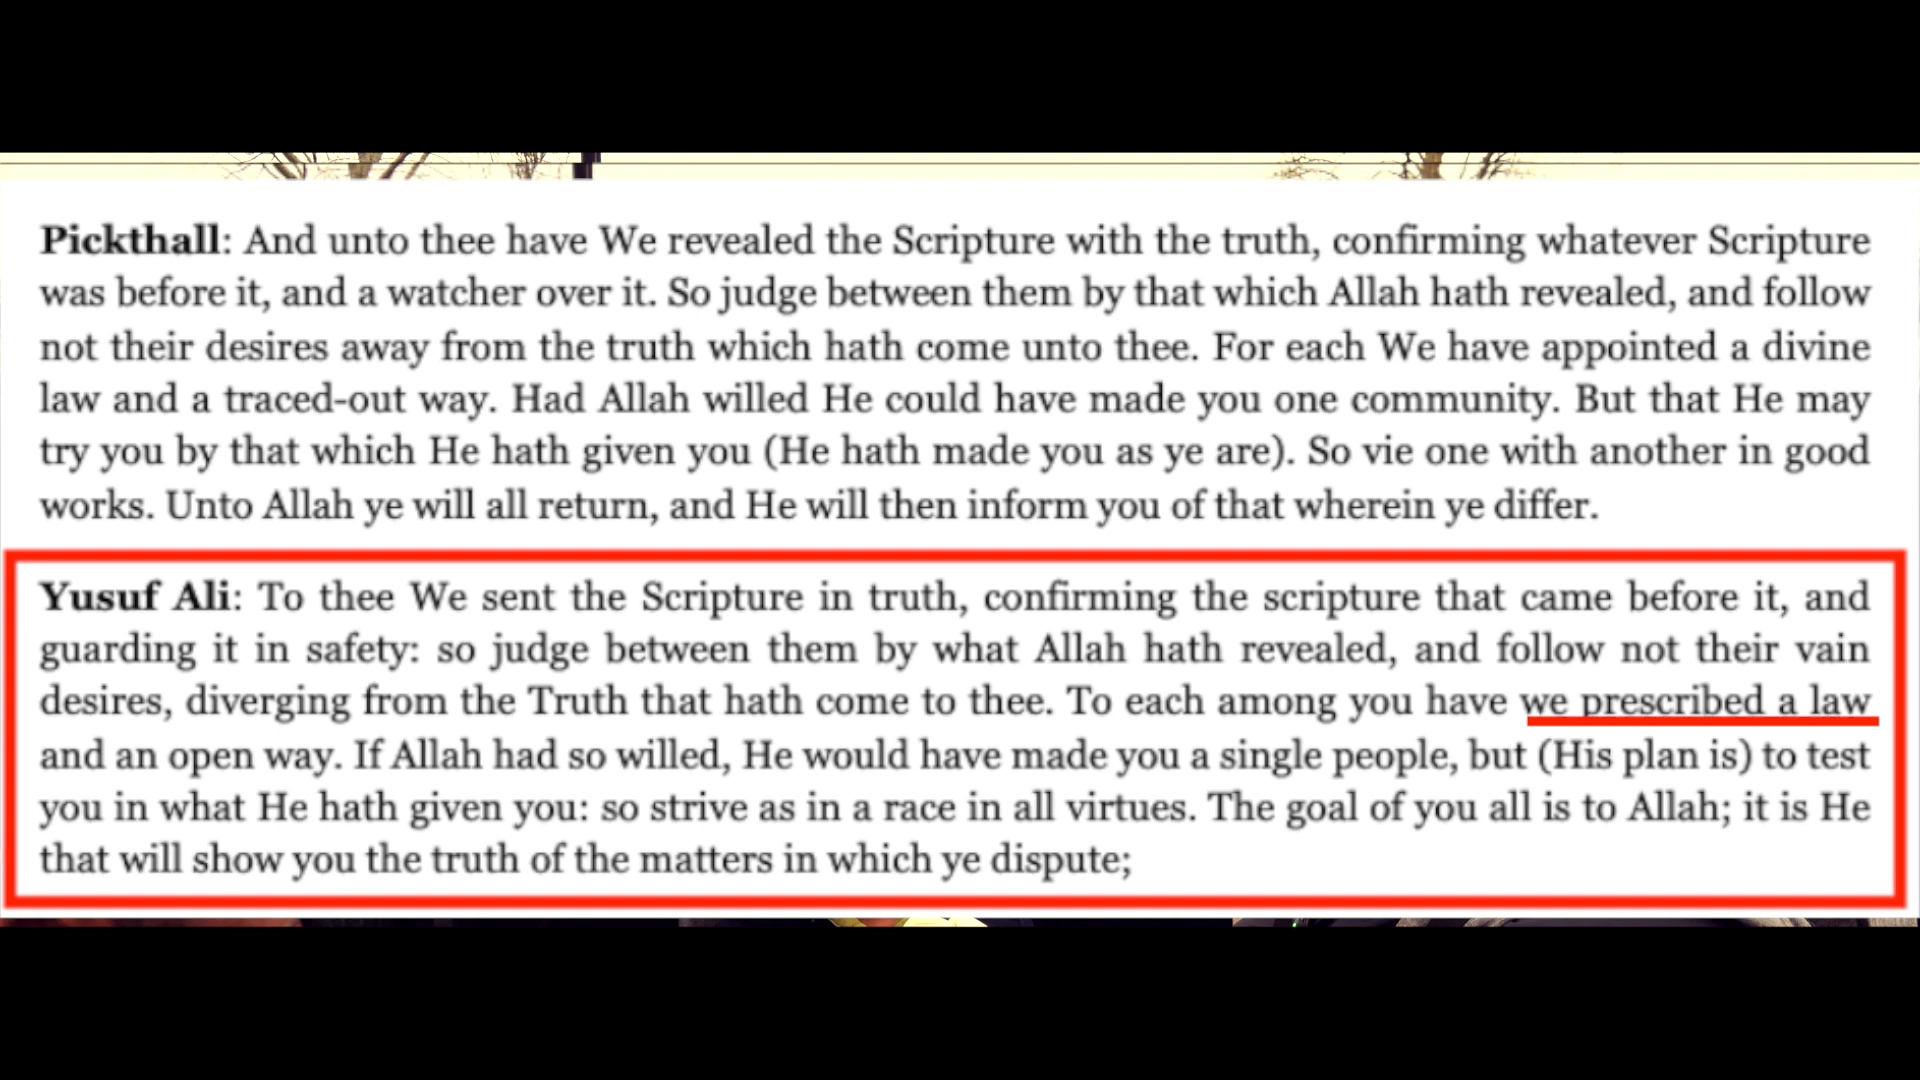 Pickthall: And unto thee have We revealed the Scripture with the truth, confirming whatever Scripture
was before it, and a watcher over it. So judge between them by that which Allah hath revealed, and follow
not their desires away from the truth which hath come unto thee. For each We have appointed a divine
law and a traced-out way. Had Allah willed He could have made you one community. But that He may
try you by that which He hath given you (He hath made you as ye are). So vie one with another in good
works. Unto Allah ye will all return, and He will then inform you of that wherein ye differ.
Yusuf Ali: To thee We sent the Scripture in truth, confirming the scripture that came before it, and
guarding it in safety: so judge between them by what Allah hath revealed, and follow not their vain
desires, diverging from the Truth that hath come to thee. To each among you have we prescribed a law
and an open way. If Allah had so willed, He would have made you a single people, but (His plan is) to test
you in what He hath given you: so strive as in a race in all virtues. The goal of you all is to Allah; it is He
that will show you the truth of the matters in which ye dispute;